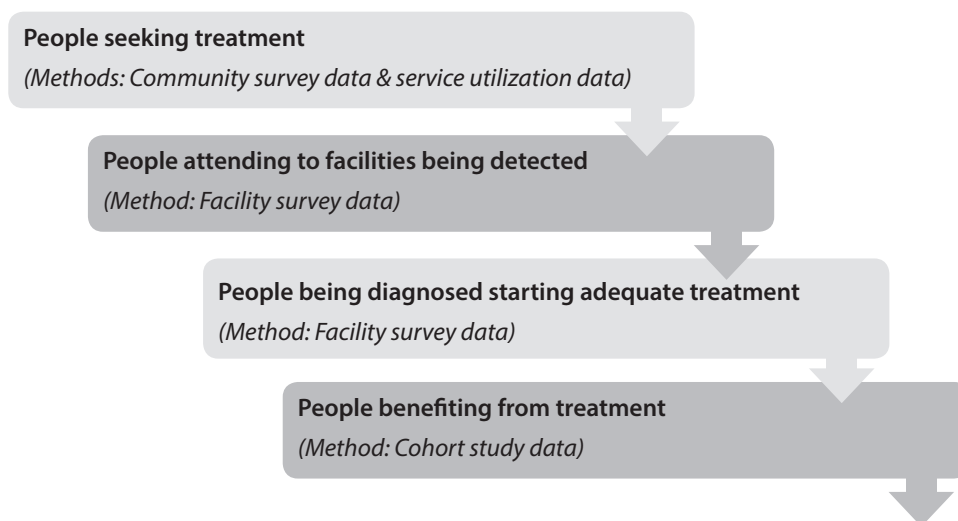 People seeking treatment
(Methods: Community survey data & service utilization data)
People attending to facilities being detected
(Method: Facility survey data)
People being diagnosed starting adequate treatment
(Method: Facility survey data)
People benefiting from treatment
(Method: Cohort study data)